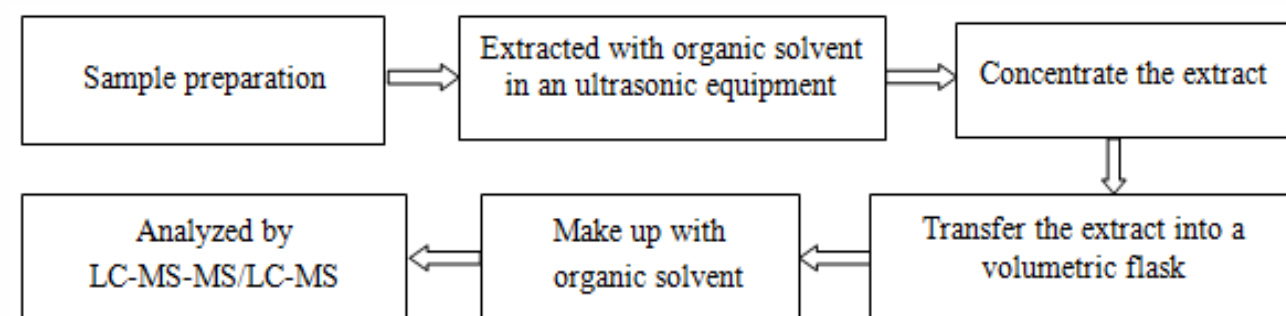 Sample preparation
Extracted with organic solvent
in an ultrasonic equipment
Concentrate the extract
Transfer the extract into a
volumetric flask
Make up with
organic solvent
Analyzed by
LC-MS-MS/LC-MS